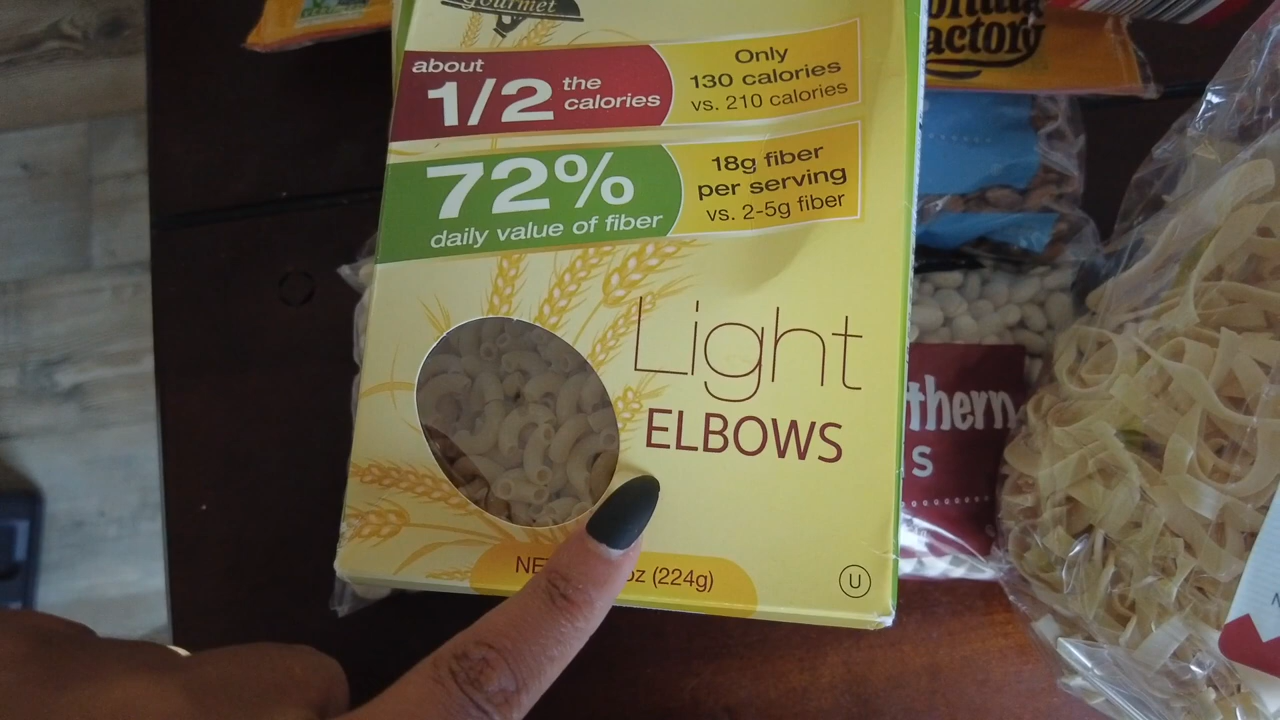 Gourmet
about
1/2 the
calories
Only
130 calories
vs. 210 calories
72%
daily value of fiber
18g fiber
per serving
vs. 2-5g fiber
Light
ELBOWS
(224g)
U